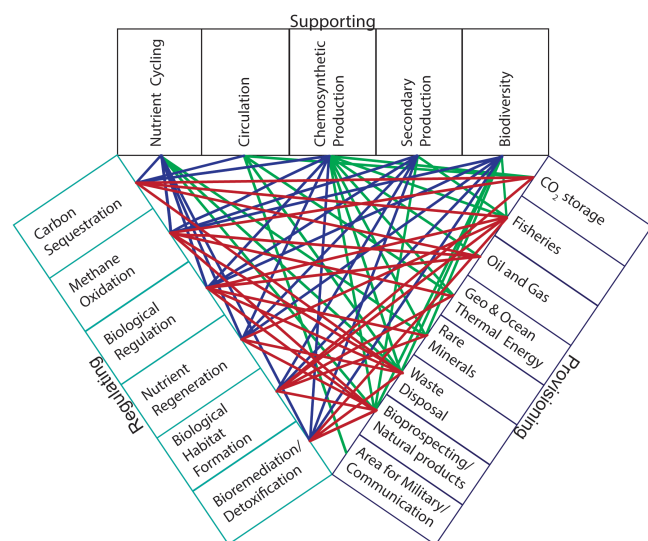 Supporting
Nutrient Cycling
Circulation
Chemosynthetic
Production
Secondary
Production
Biodiversity
Regulating
Carbon
Sequestration
Methane
Oxidation
Biological
Regulation
Nutrient
Regeneration
Biological
Habitat
Formation
Bioremediation/
Detoxification
Provisioning
CO2 storage
Fisheries
Oil and Gas
Geo & Ocean
Thermal Energy
Rare
Minerals
Waste
Disposal
Bioprospecting/
Natural products
Area for Military/
Communication